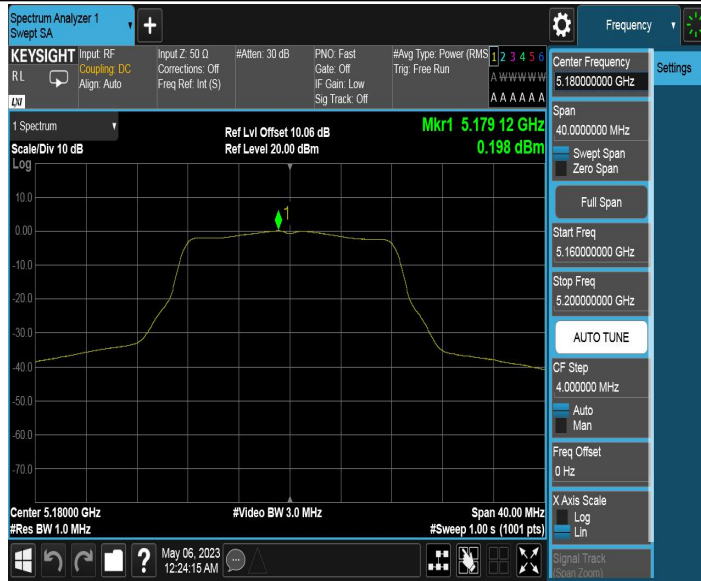 Spectrum Analyzer 1
Swept SA
+
Frequency
KEYSIGHT
RL
LXI
Input: RF
Coupling: DC
Align: Auto
Input Z: 50 Ω
Corrections: Off
Freq Ref: Int (S)
#Atten: 30 dB
PNO: Fast
Gate: Off
IF Gain: Low
Sig Track: Off
#Avg Type: Power (RMS
Trig: Free Run
1 2 3 4 5 6
A W W W W W
A A A A A A
1 Spectrum
Scale/Div 10 dB
Log
Ref Lvl Offset 10.06 dB
Ref Level 20.00 dBm
Mkr1 5.179 12 GHz
0.198 dBm
1
10.0
0.00
-10.0
-20.0
-30.0
-40.0
-50.0
-60.0
-70.0
Center 5.18000 GHz
#Res BW 1.0 MHz
#Video BW 3.0 MHz
Span 40.00 MHz
#Sweep 1.00 s (1001 pts)
?
May 06, 2023
12:24:15 AM
Center Frequency
5.180000000 GHz
Settings
Span
40.0000000 MHz
Swept Span
Zero Span
Full Span
Start Freq
5.160000000 GHz
Stop Freq
5.200000000 GHz
AUTO TUNE
CF Step
4.000000 MHz
Auto
Man
Freq Offset
0 Hz
X Axis Scale
Log
Lin
Signal Track
(Span Zoom)